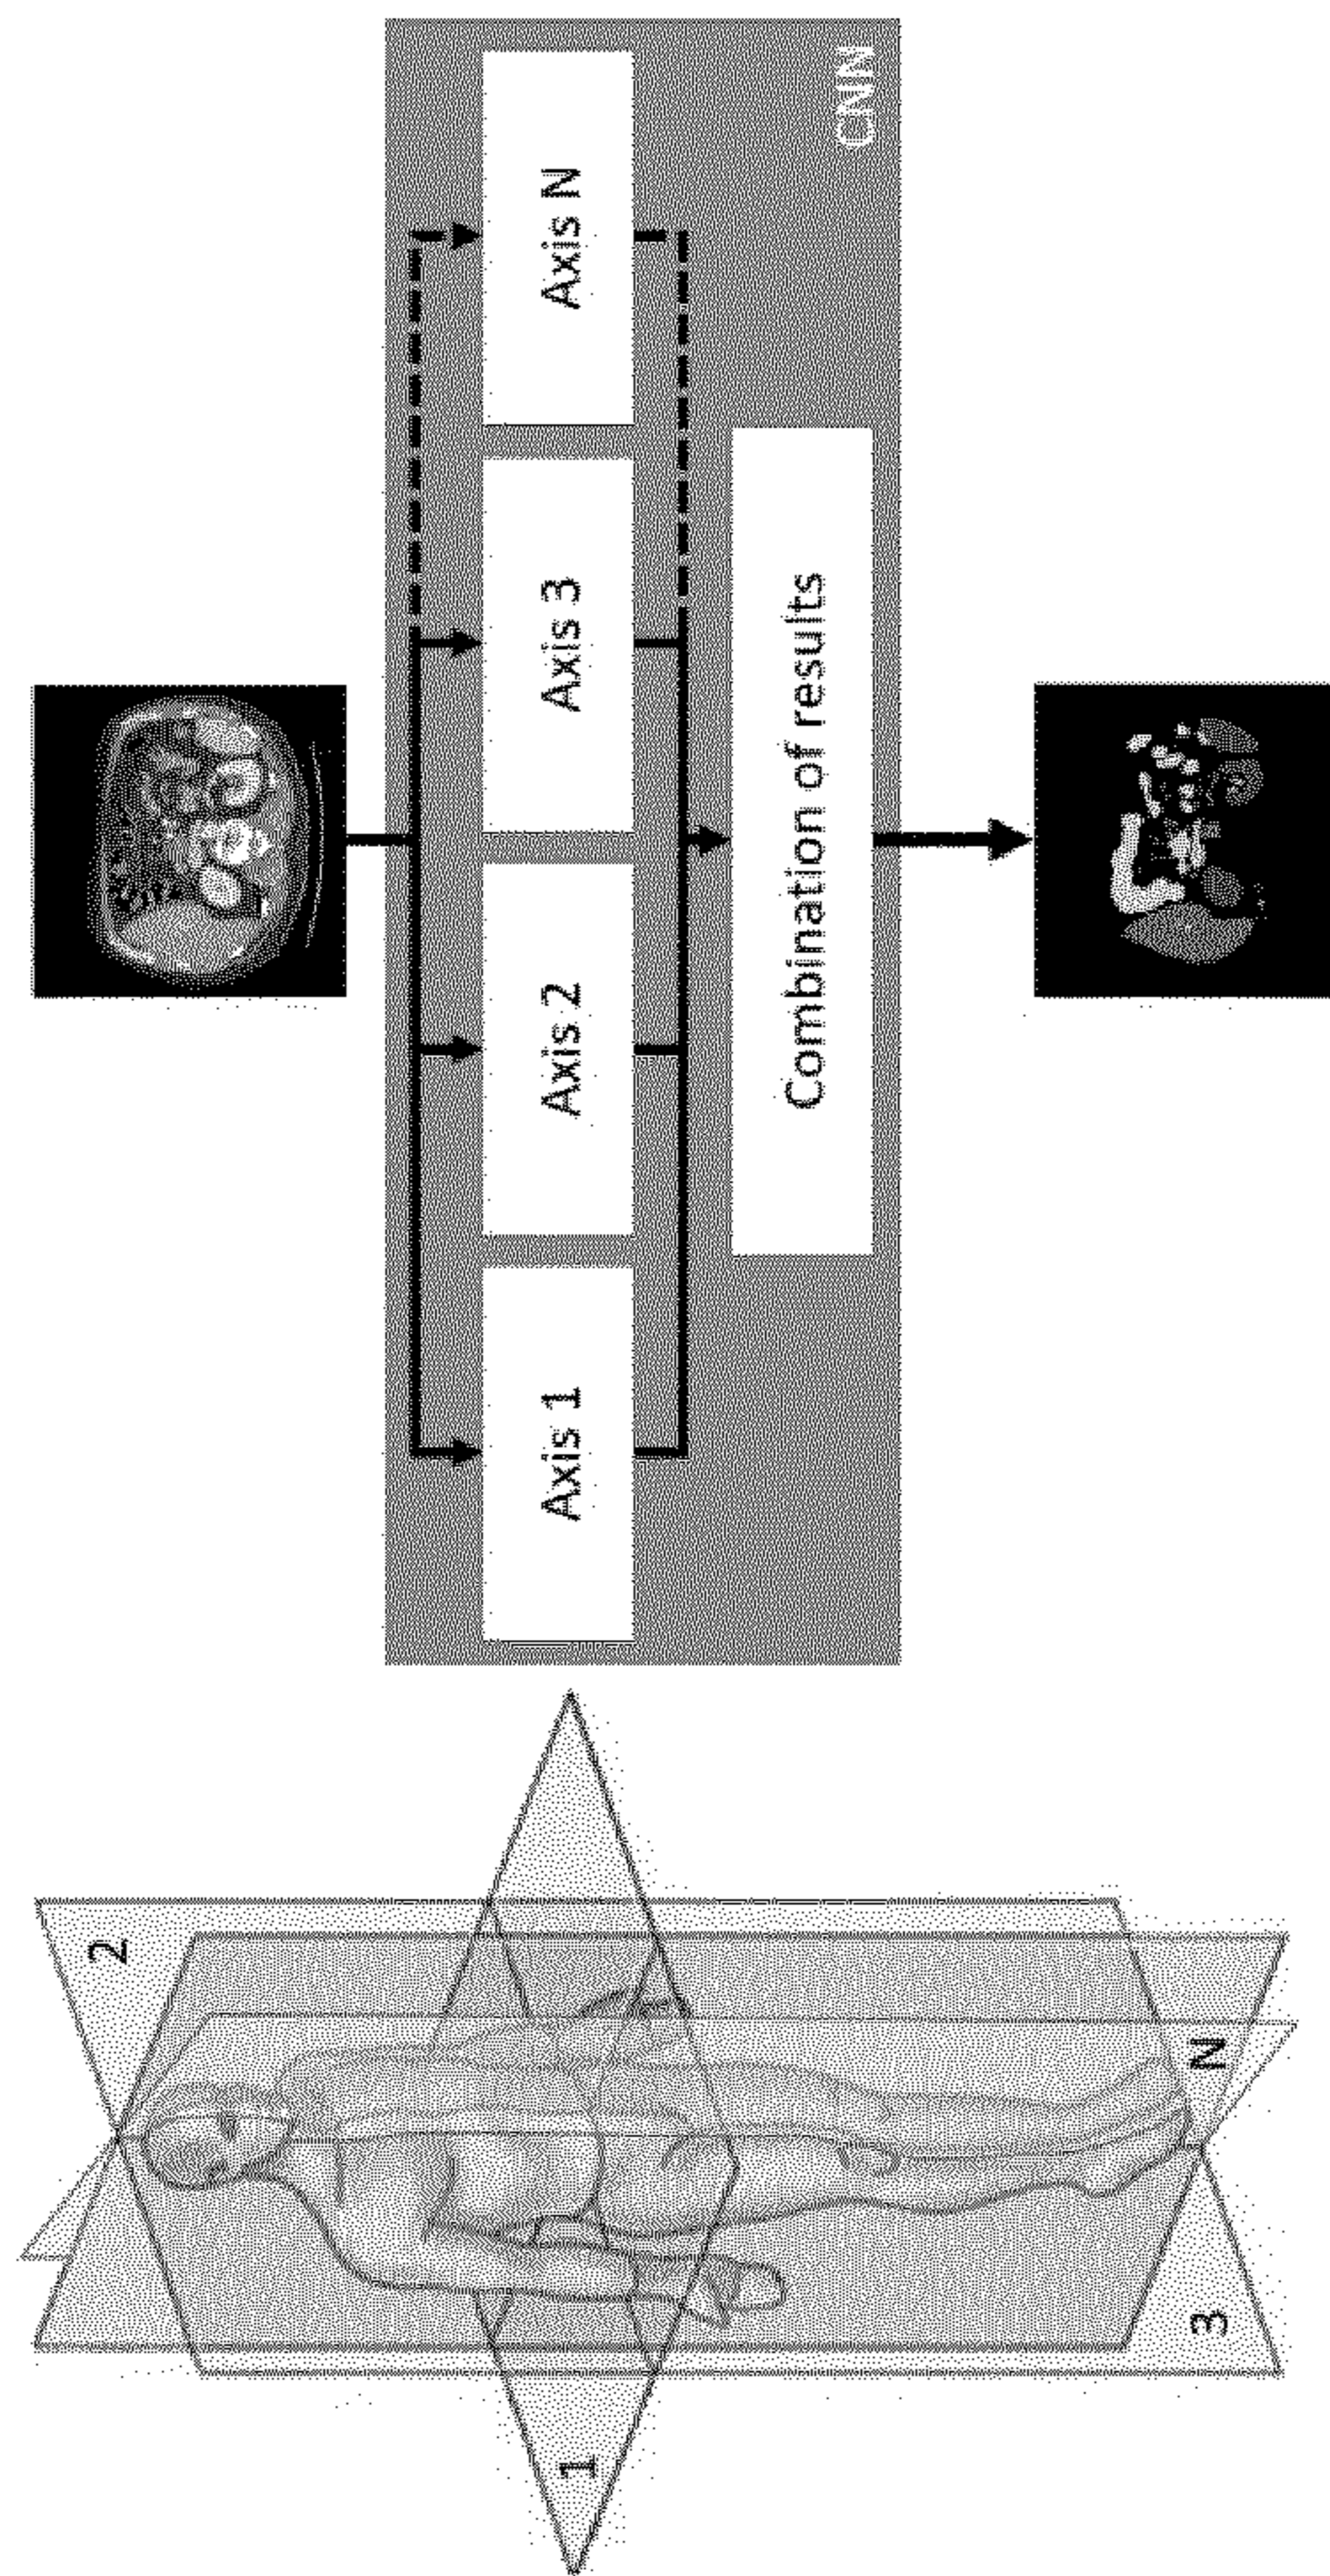 1
2
3
N
Axis 1
Axis 2
Axis 3
Axis N
Combination of results
CNN